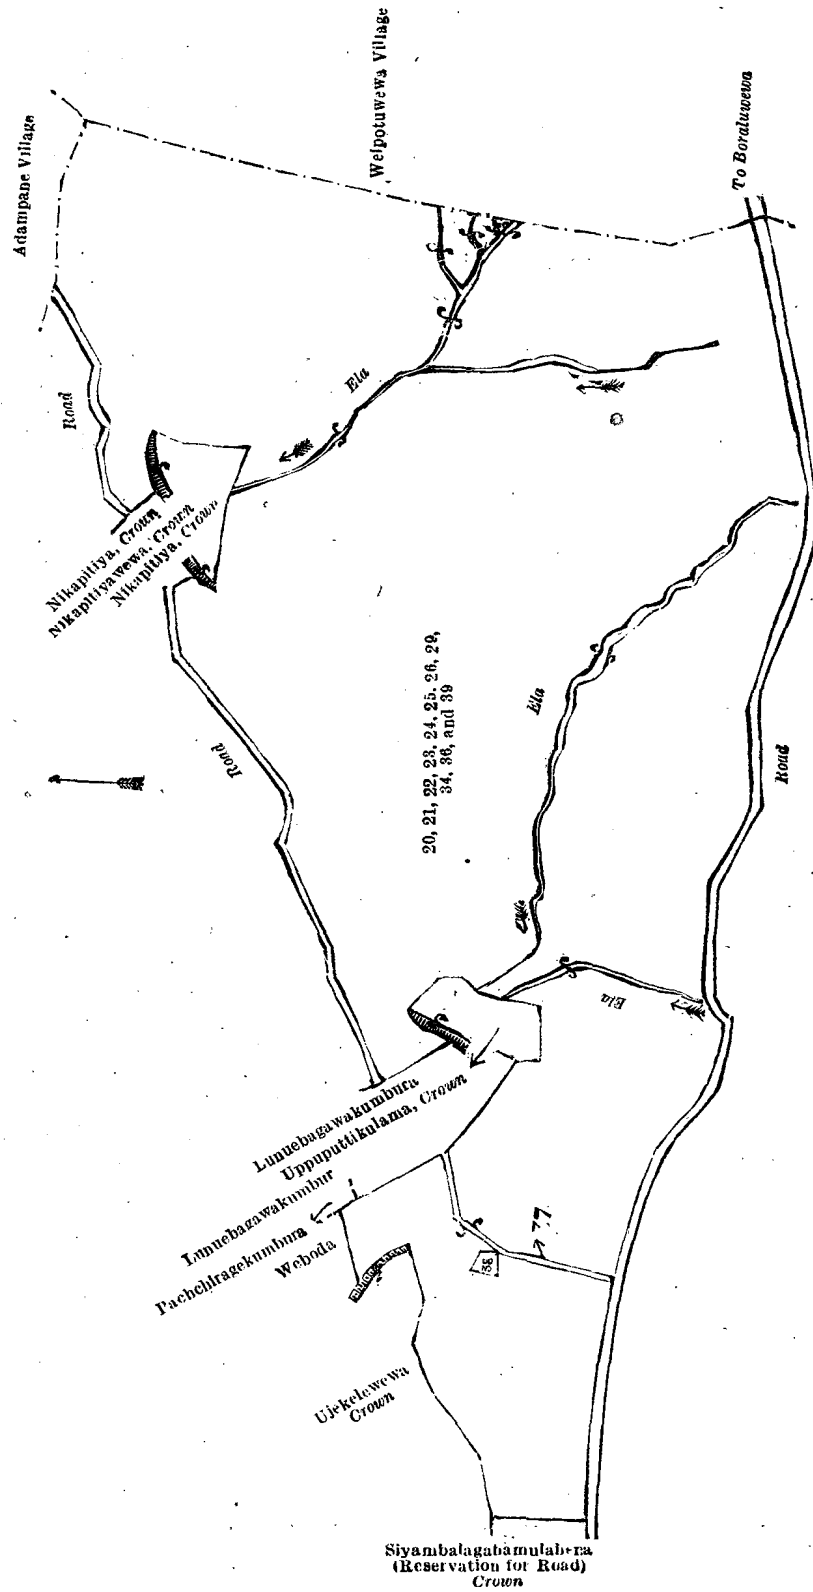 Adampane Village
Welpotuwewa Village
To Boraluwewa
Road
Ela
Nikapitiya, Crown
Nikapitiyawewa, Crown
Nikapitiya, Crown
Road
20, 21, 22, 23, 24, 25, 26, 29,
34, 36, and 39
Ela
Road
Ela
Lunuebagawakumbura
Uppuputtikulama, Crown
Lunuebagawakumbur
Pachchiragekumbura
Weboda
77
38
Ujekelewewa
Crown
Siyambalagahamulahena
(Reservation for Road)
Crown